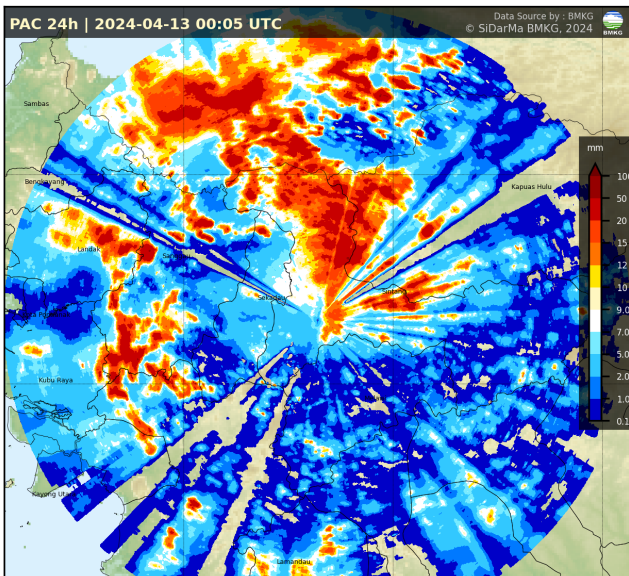 PAC 24h | 2024-04-13 00:05 UTC
Data Source by : BMKG
© SiDarMa BMKG, 2024
BMKG
Sambas
mm
100
50
20
15
12
10
9.0
7.0
5.0
2.0
1.0
0.1
Bengkayang
Kapuas Hulu
Landak
Sekadau
Sintang
Kubu Raya
Kayong Uta
Lamandau